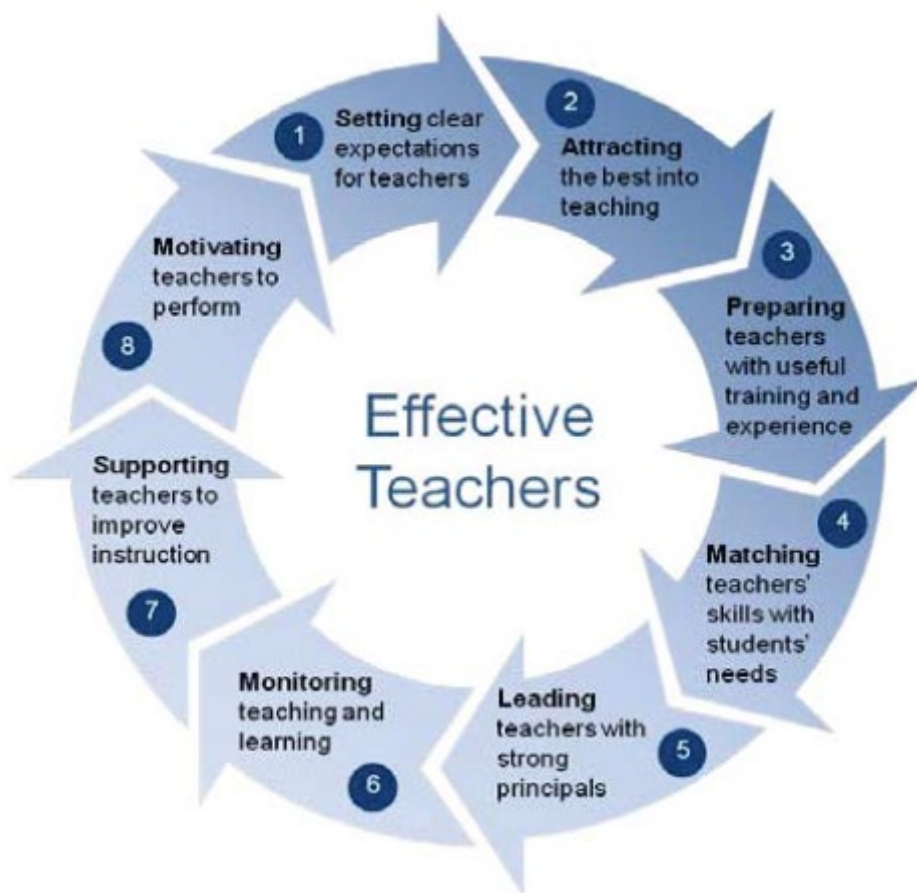 1
Setting clear
expectations
for teachers
2
Attracting
the best into
teaching
3
Preparing
teachers
with useful
training and
experience
4
Matching
teachers'
skills with
students'
needs
5
Leading
teachers with
strong
principals
6
Monitoring
teaching and
learning
7
Supporting
teachers to
improve
instruction
8
Motivating
teachers to
perform
Effective
Teachers